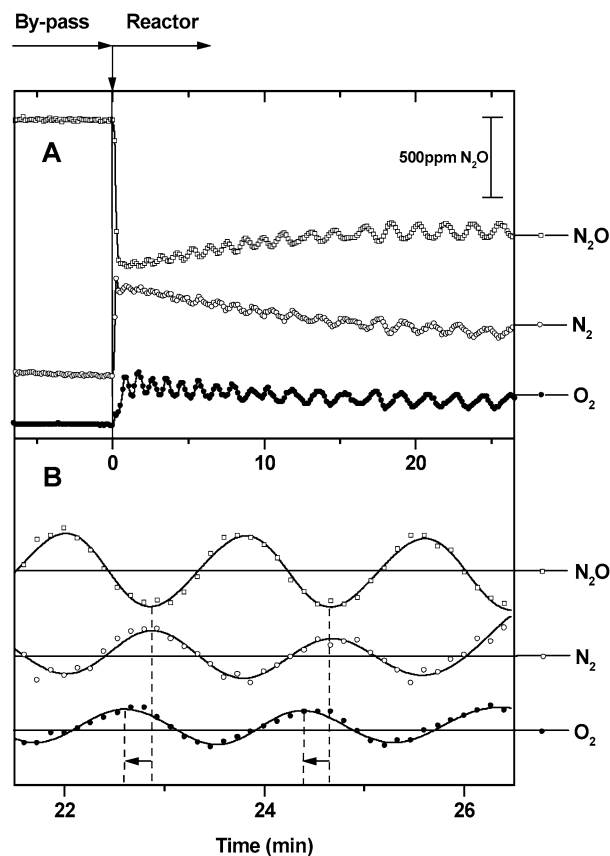 By-pass Reactor
A
500ppm N₂O
N₂O
N₂
O₂
0 10 20
B
N₂O
N₂
O₂
22 24 26
Time (min)